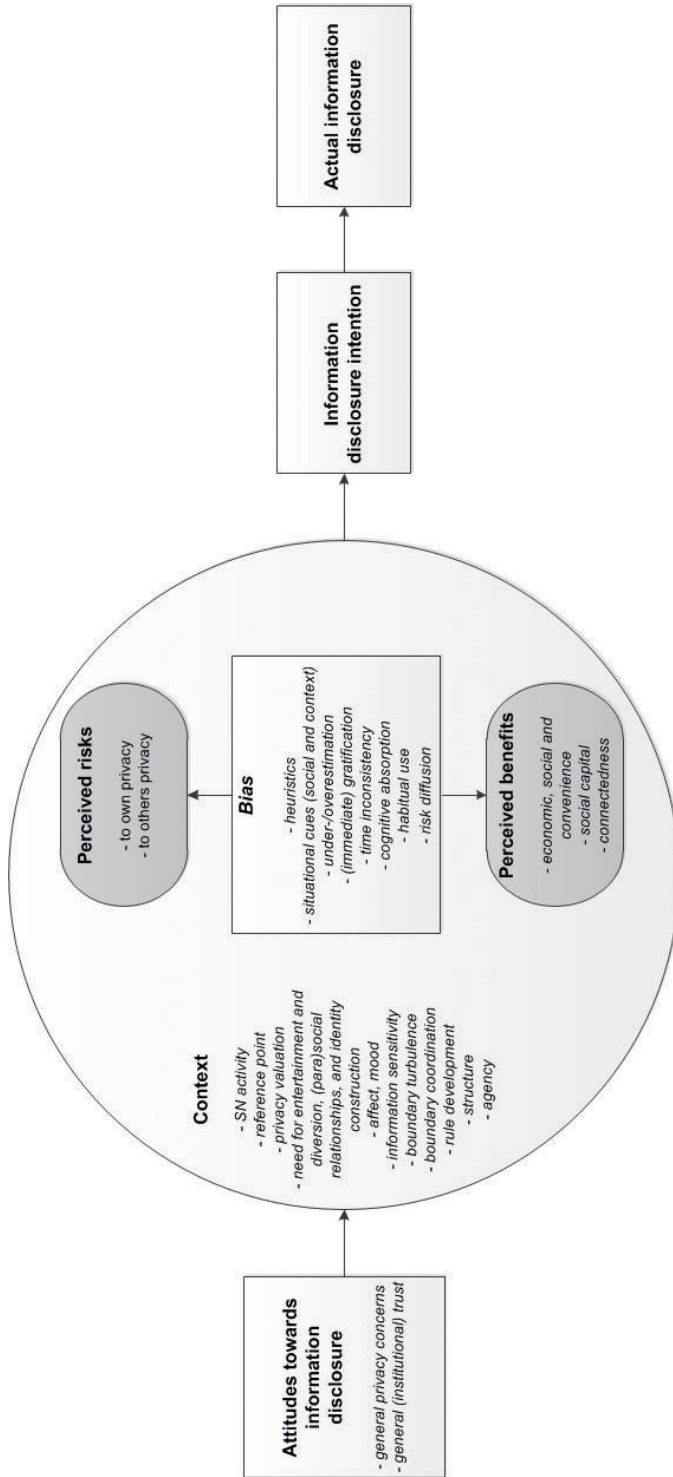 Attitudes towards
information
disclosure
- general privacy concerns
- general (institutional) trust
Context
- SN activity
- reference point
- privacy valuation
- need for entertainment and
diversion, (para)social
relationships, and identity
construction
- affect, mood
- information sensitivity
- boundary turbulence
- boundary coordination
- rule development
- structure
- agency
Perceived risks
- to own privacy
- to others privacy
Bias
- heuristics
- situational cues (social and context)
- under-/overestimation
- (immediate) gratification
- time inconsistency
- cognitive absorption
- habitual use
- risk diffusion
Perceived benefits
- economic, social and
convenience
- social capital
- connectedness
Information
disclosure intention
Actual information
disclosure